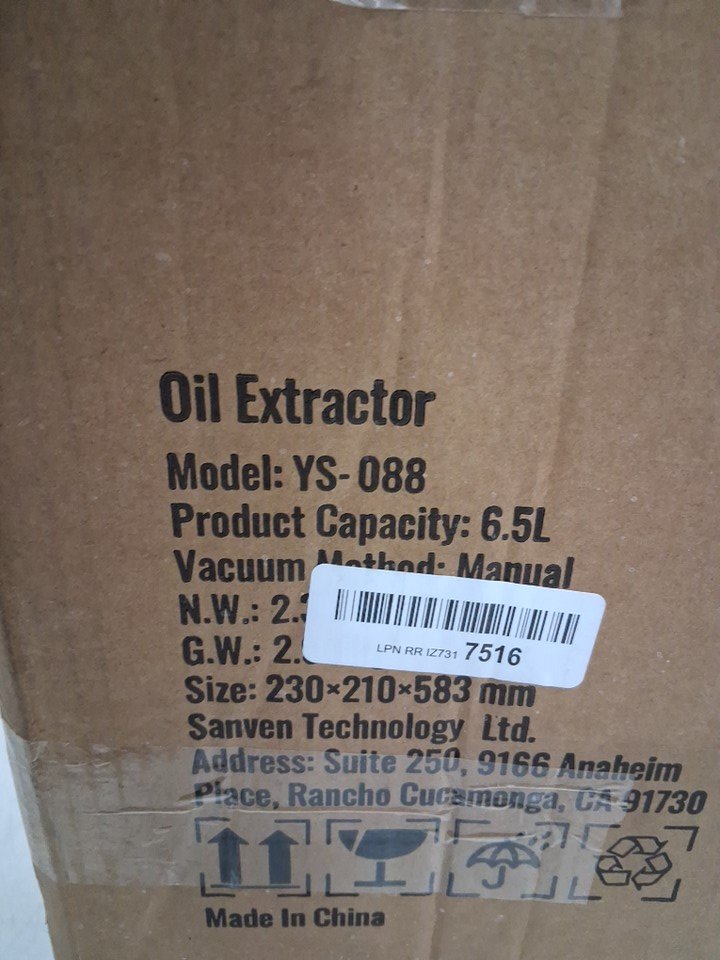 Oil Extractor
Model: YS-088
Product Capacity: 6.5L
Vacuum Method: Manual
N.W.: 2.3
G.W.: 2.
LPN RR IZ731 7516
Size: 230×210×583 mm
Sanven Technology Ltd.
Address: Suite 250, 9166 Anaheim
Place, Rancho Cucamonga, CA 91730
Made In China